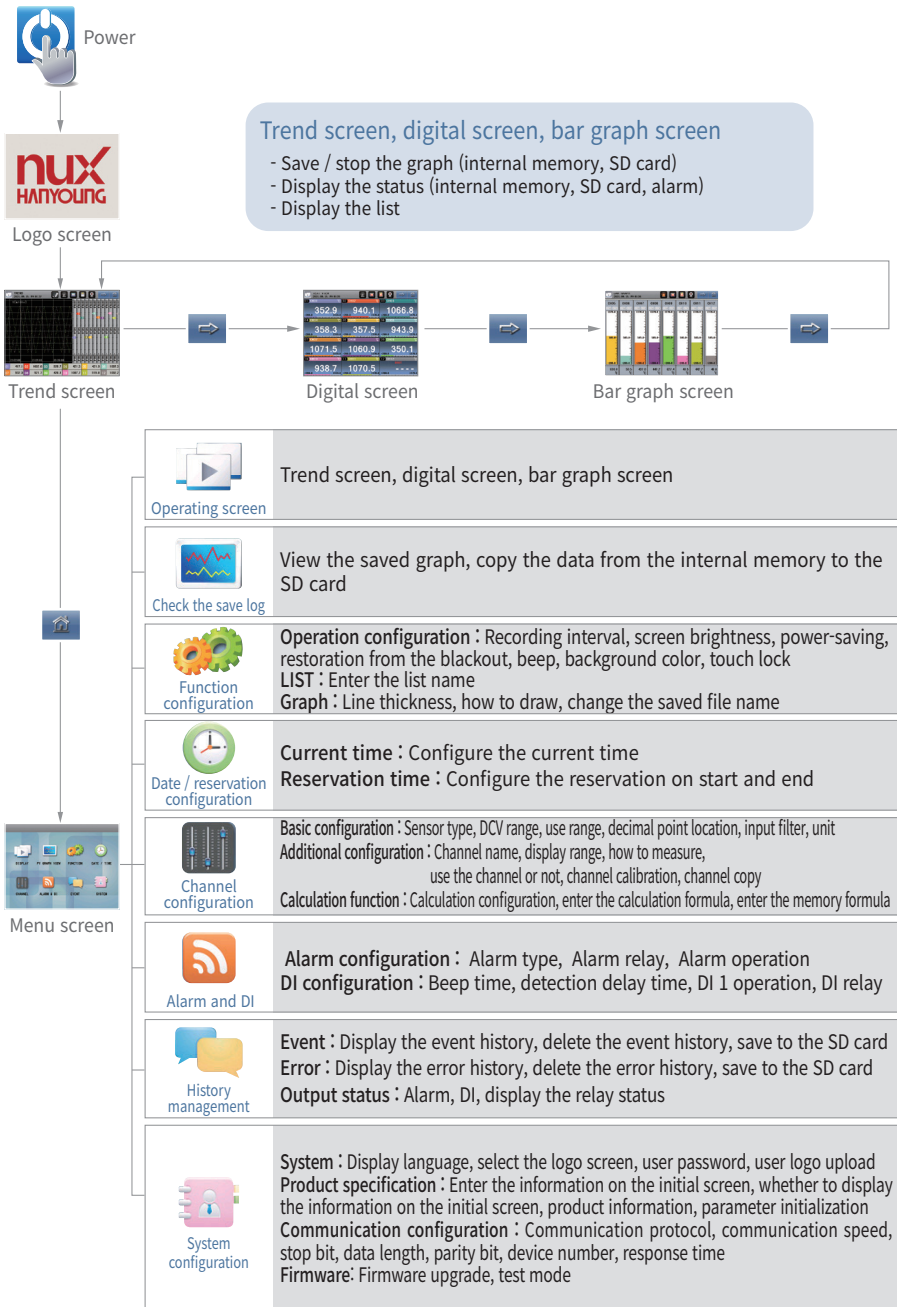 Power
nux
HANYOUNG
Logo screen
Trend screen, digital screen, bar graph screen
- Save / stop the graph (internal memory, SD card)
- Display the status (internal memory, SD card, alarm)
- Display the list
352.9 940.1 1066.8
358.3 357.5 943.9
1071.5 1060.9 350.1
938.7 1070.5 ----
Trend screen
Digital screen
Bar graph screen
Operating screen
Trend screen, digital screen, bar graph screen
Check the save log
View the saved graph, copy the data from the internal memory to the
SD card
Function
configuration
Operation configuration : Recording interval, screen brightness, power-saving,
restoration from the blackout, beep, background color, touch lock
LIST : Enter the list name
Graph : Line thickness, how to draw, change the saved file name
Date / reservation
configuration
Current time : Configure the current time
Reservation time : Configure the reservation on start and end
Channel
configuration
Basic configuration : Sensor type, DCV range, use range, decimal point location, input filter, unit
Additional configuration : Channel name, display range, how to measure,
use the channel or not, channel calibration, channel copy
Calculation function : Calculation configuration, enter the calculation formula, enter the memory formula
Menu screen
Alarm and DI
Alarm configuration : Alarm type, Alarm relay, Alarm operation
DI configuration : Beep time, detection delay time, DI 1 operation, DI relay
History
management
Event : Display the event history, delete the event history, save to the SD card
Error : Display the error history, delete the error history, save to the SD card
Output status : Alarm, DI, display the relay status
System
configuration
System : Display language, select the logo screen, user password, user logo upload
Product specification : Enter the information on the initial screen, whether to display
the information on the initial screen, product information, parameter initialization
Communication configuration : Communication protocol, communication speed,
stop bit, data length, parity bit, device number, response time
Firmware: Firmware upgrade, test mode